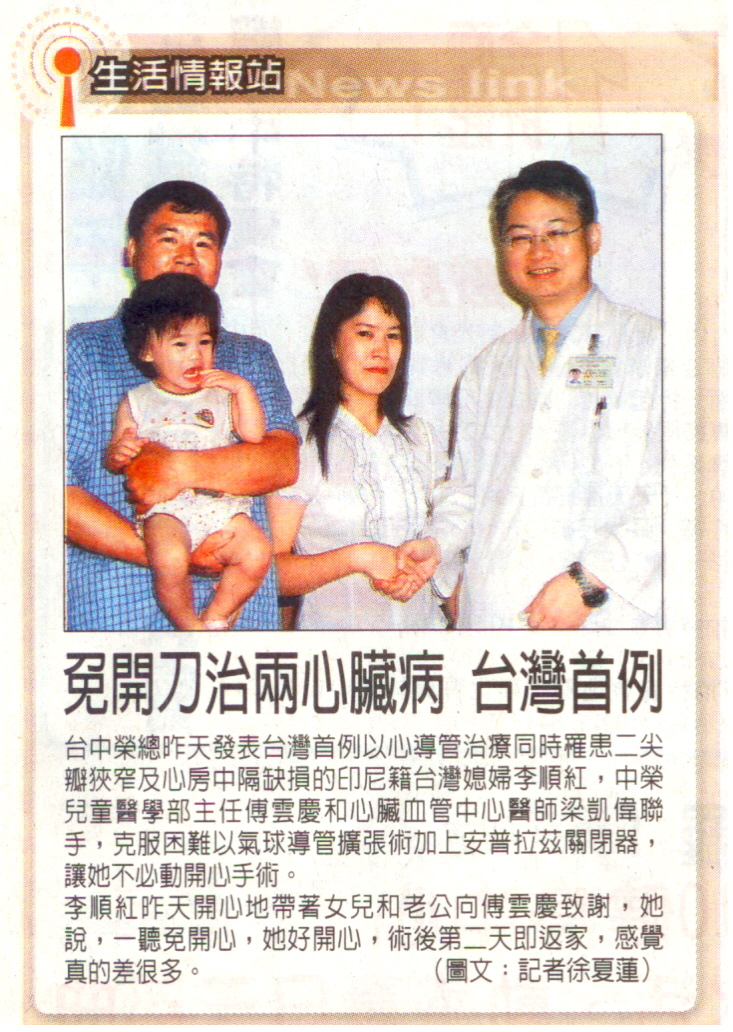 生活情報站 News link
免開刀治兩心臟病 台灣首例
台中榮總昨天發表台灣首例以心導管治療同時罹患二尖
瓣狹窄及心房中隔缺損的印尼籍台灣媳婦李順紅，中榮
兒童醫學部主任傅雲慶和心臟血管中心醫師梁凱偉聯
手，克服困難以氣球導管擴張術加上安普拉茲關閉器，
讓她不必動開心手術。
李順紅昨天開心地帶著女兒和老公向傅雲慶致謝，她
說，一聽免開心，她好開心，術後第二天即返家，感覺
真的差很多。（圖文：記者徐夏蓮）